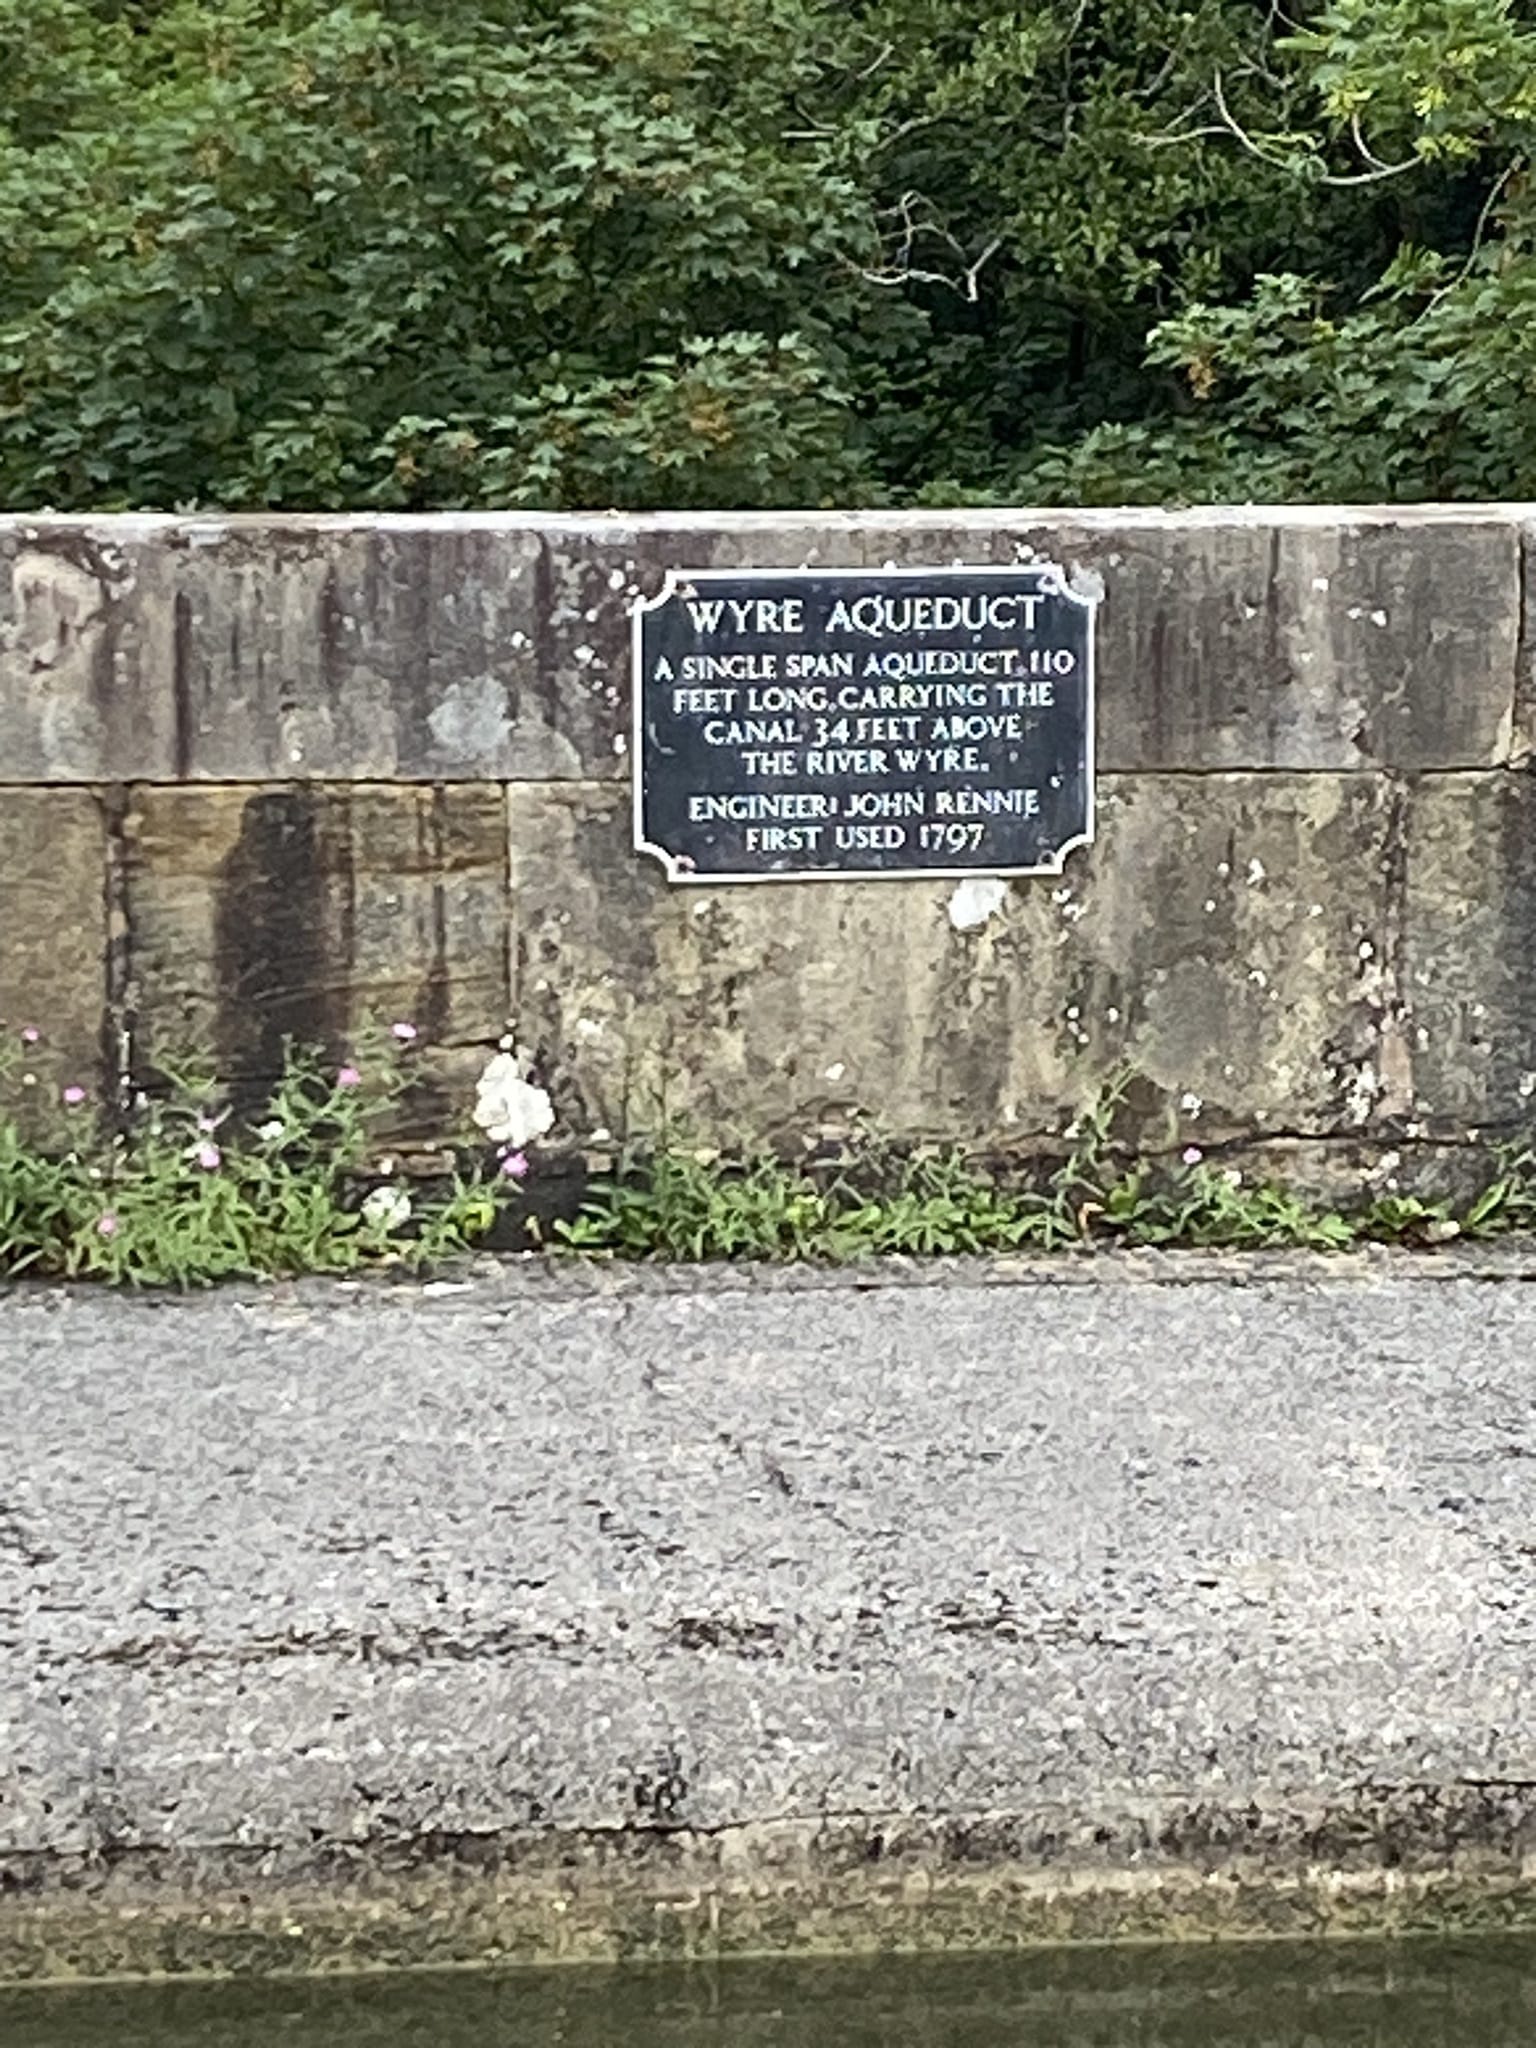 WYRE AQUEDUCT
A SINGLE SPAN AQUEDUCT 110
FEET LONG, CARRYING THE
CANAL 34 FEET ABOVE
THE RIVER WYRE.
ENGINEER: JOHN RENNIE
FIRST USED 1797